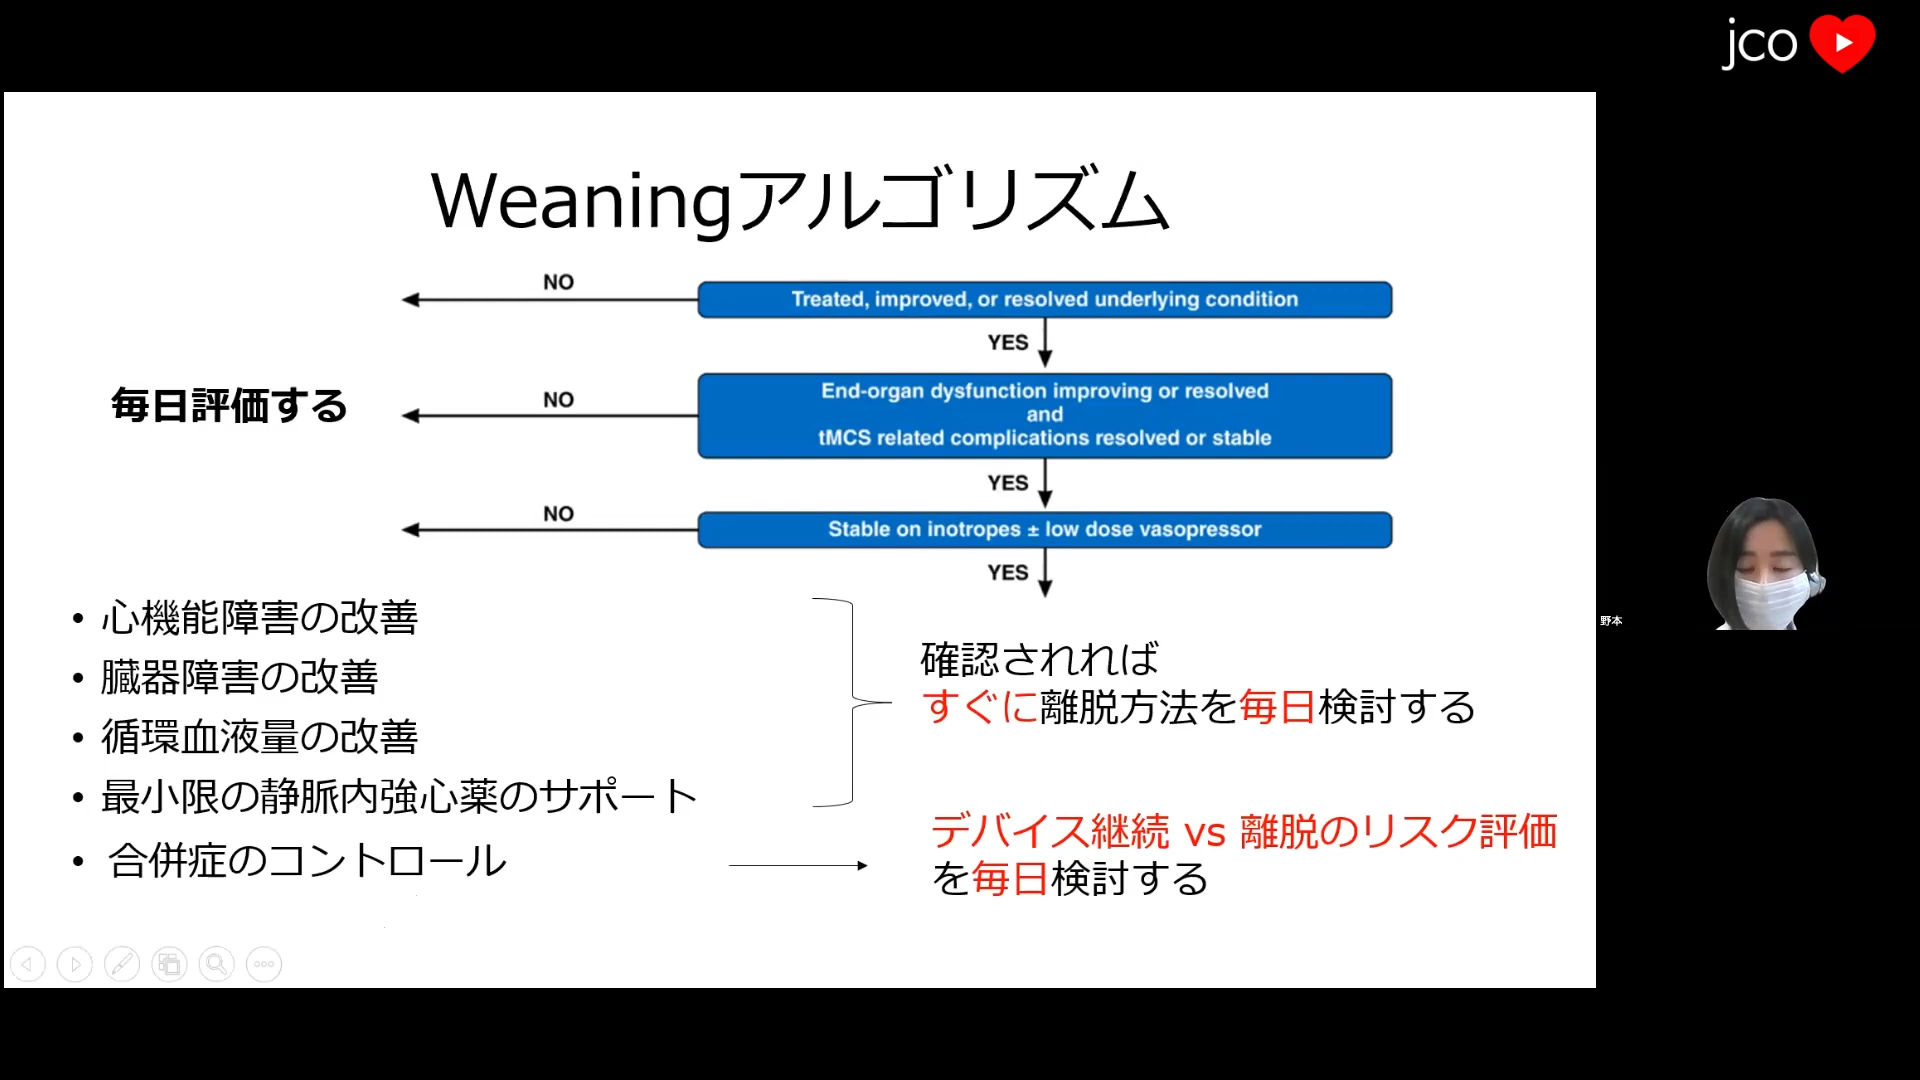 jco
Weaningアルゴリズム
NO
Treated, improved, or resolved underlying condition
YES
毎日評価する
NO
End-organ dysfunction improving or resolved
and
tMCS related complications resolved or stable
YES
NO
Stable on inotropes ± low dose vasopressor
YES
• 心機能障害の改善
• 臓器障害の改善
• 循環血液量の改善
• 最小限の静脈内強心薬のサポート
• 合併症のコントロール
確認されれば
すぐに離脱方法を毎日検討する
デバイス継続 vs 離脱のリスク評価
を毎日検討する
野本